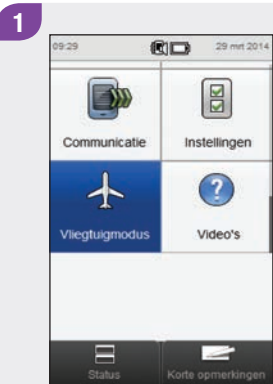 1
09:29 29 mrt 2014
Communicatie Instellingen
Vliegtuigmodus Video's
Status Korte opmerkingen